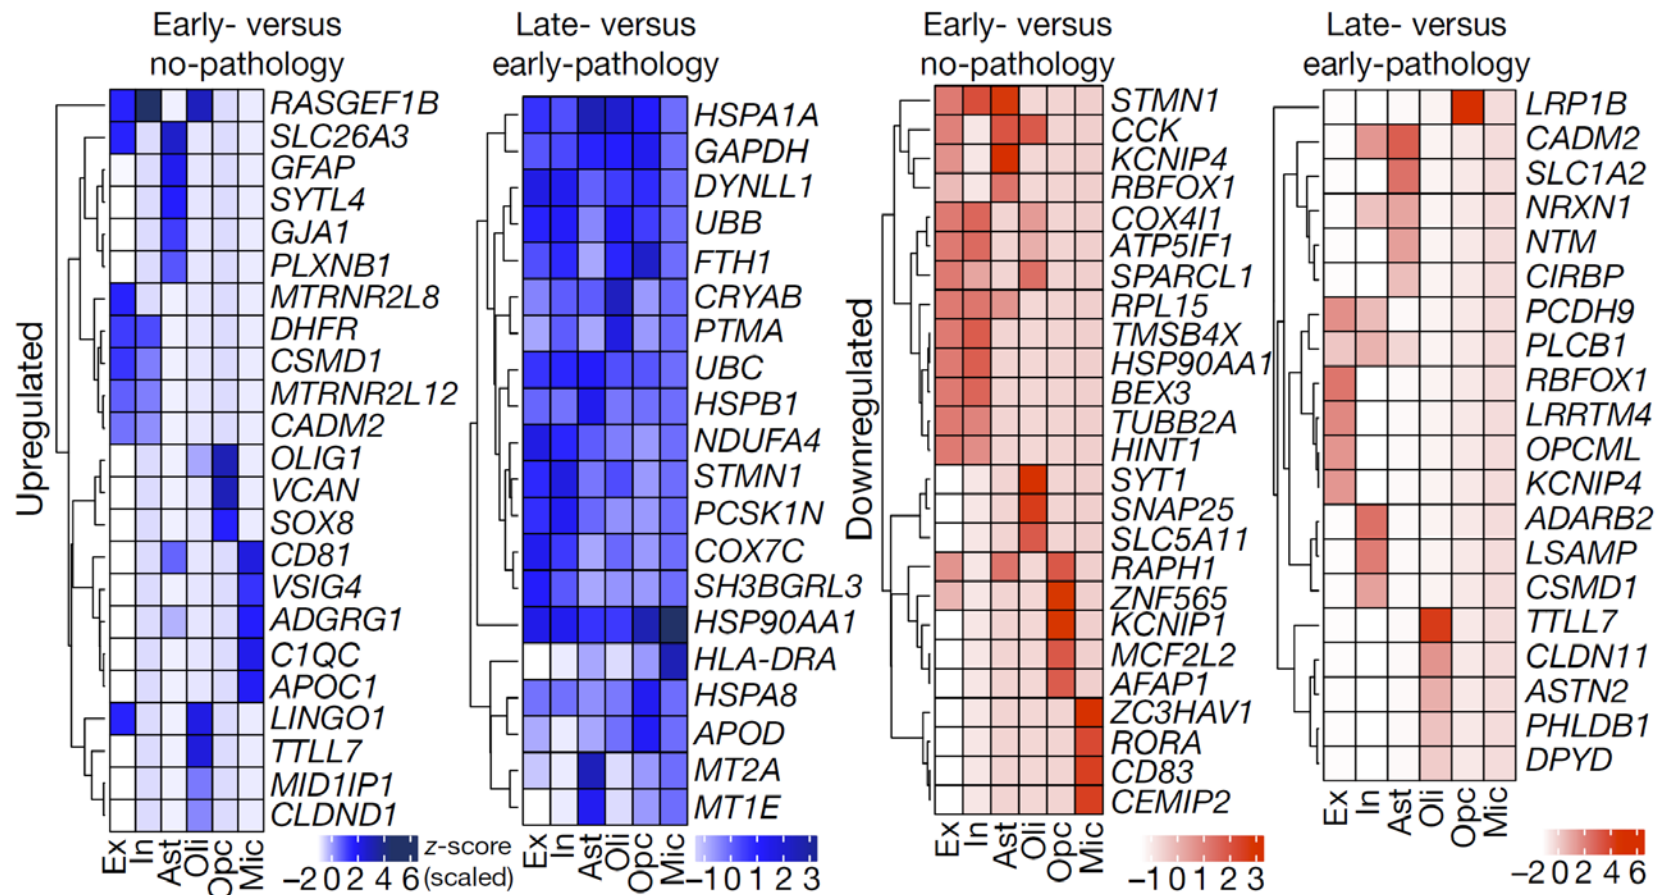 Early- versus
no-pathology
Late- versus
early-pathology
Early- versus
no-pathology
Late- versus
early-pathology
Upregulated
RASGEF1B
SLC26A3
GFAP
SYTL4
GJA1
PLXNB1
MTRNR2L8
DHFR
CSMD1
MTRNR2L12
CADM2
OLIG1
VCAN
SOX8
CD81
VSIG4
ADGRG1
C1QC
APOC1
LINGO1
TTLL7
MID1IP1
CLDND1
Ex In Ast Oli Opc Mic
−2 0 2 4 6
z-score
(scaled)
HSPA1A
GAPDH
DYNLL1
UBB
FTH1
CRYAB
PTMA
UBC
HSPB1
NDUFA4
STMN1
PCSK1N
COX7C
SH3BGRL3
HSP90AA1
HLA-DRA
HSPA8
APOD
MT2A
MT1E
Ex In Ast Oli Opc Mic
−1 0 1 2 3
Downregulated
STMN1
CCK
KCNIP4
RBFOX1
COX4I1
ATP5IF1
SPARCL1
RPL15
TMSB4X
HSP90AA1
BEX3
TUBB2A
HINT1
SYT1
SNAP25
SLC5A11
RAPH1
ZNF565
KCNIP1
MCF2L2
AFAP1
ZC3HAV1
RORA
CD83
CEMIP2
Ex In Ast Oli Opc Mic
−1 0 1 2 3
LRP1B
CADM2
SLC1A2
NRXN1
NTM
CIRBP
PCDH9
PLCB1
RBFOX1
LRRTM4
OPCML
KCNIP4
ADARB2
LSAMP
CSMD1
TTLL7
CLDN11
ASTN2
PHLDB1
DPYD
Ex In Ast Oli Opc Mic
−2 0 2 4 6